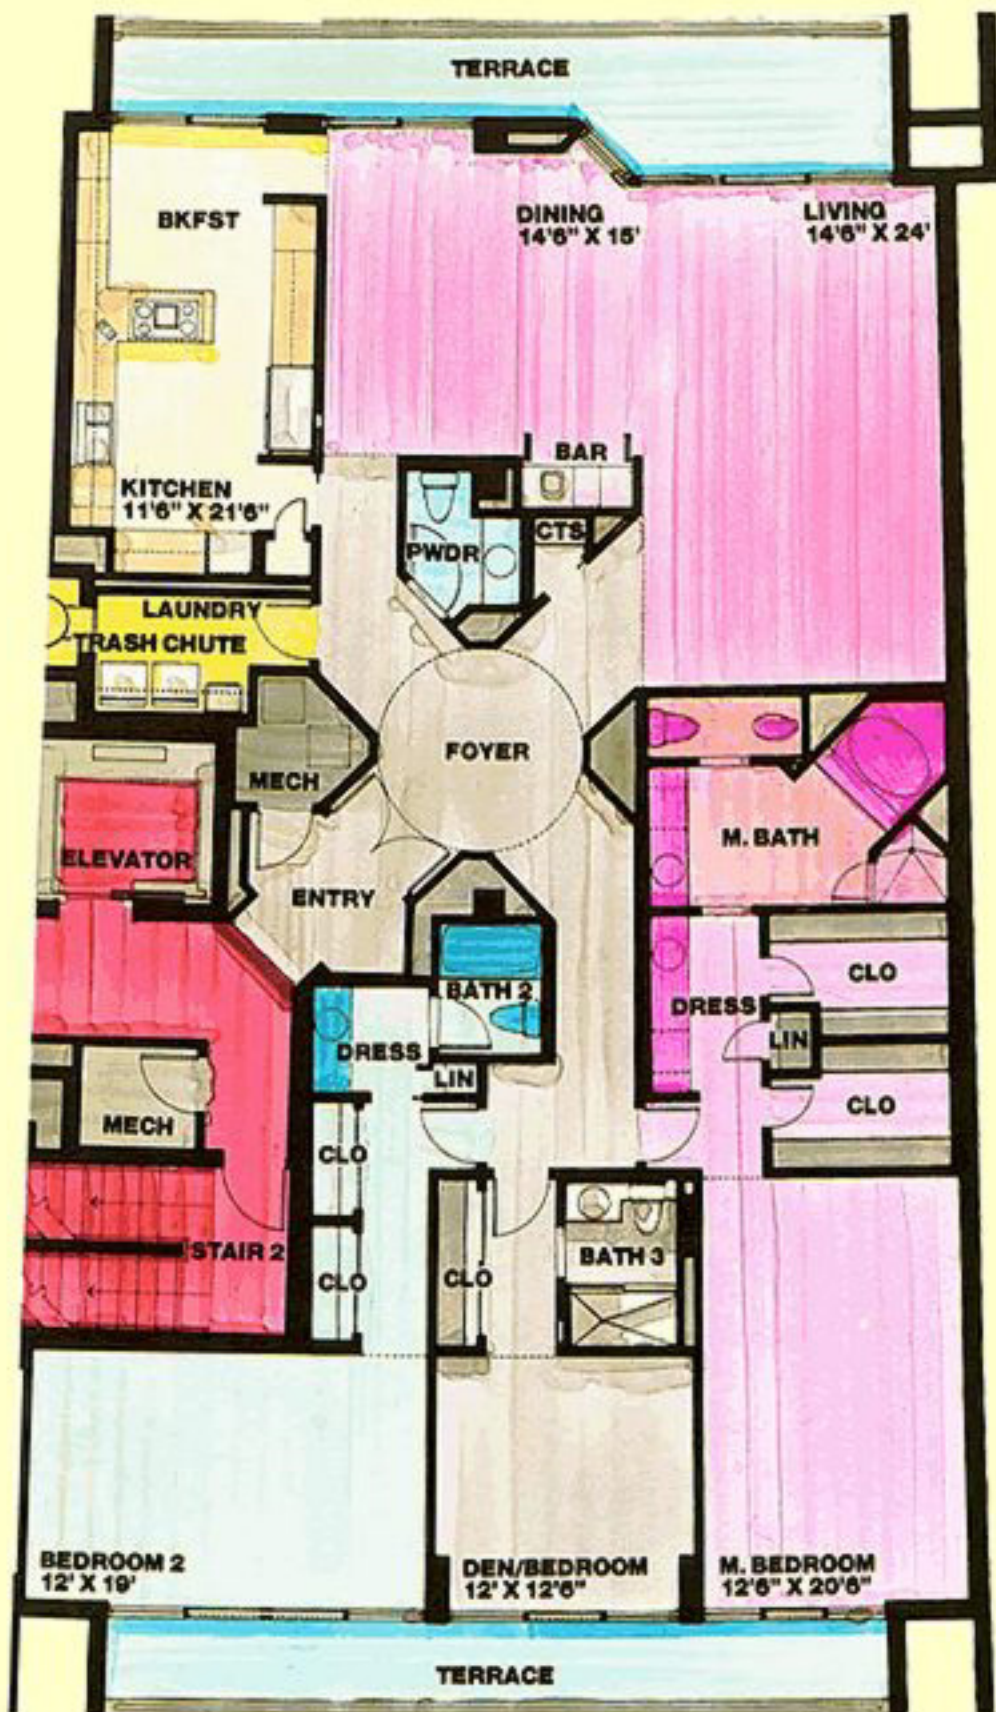 TERRACE
BKFST
DINING
14'6" X 15'
LIVING
14'6" X 24'
BAR
KITCHEN
11'6" X 21'6"
CTS
PWDR
LAUNDRY
TRASH CHUTE
FOYER
MECH
M. BATH
ELEVATOR
ENTRY
CLO
BATH 2
DRESS
DRESS
LIN
LIN
CLO
MECH
CLO
STAIR 2
BATH 3
CLO
CLO
BEDROOM 2
12' X 19'
DEN/BEDROOM
12' X 12'6"
M. BEDROOM
12'6" X 20'6"
TERRACE